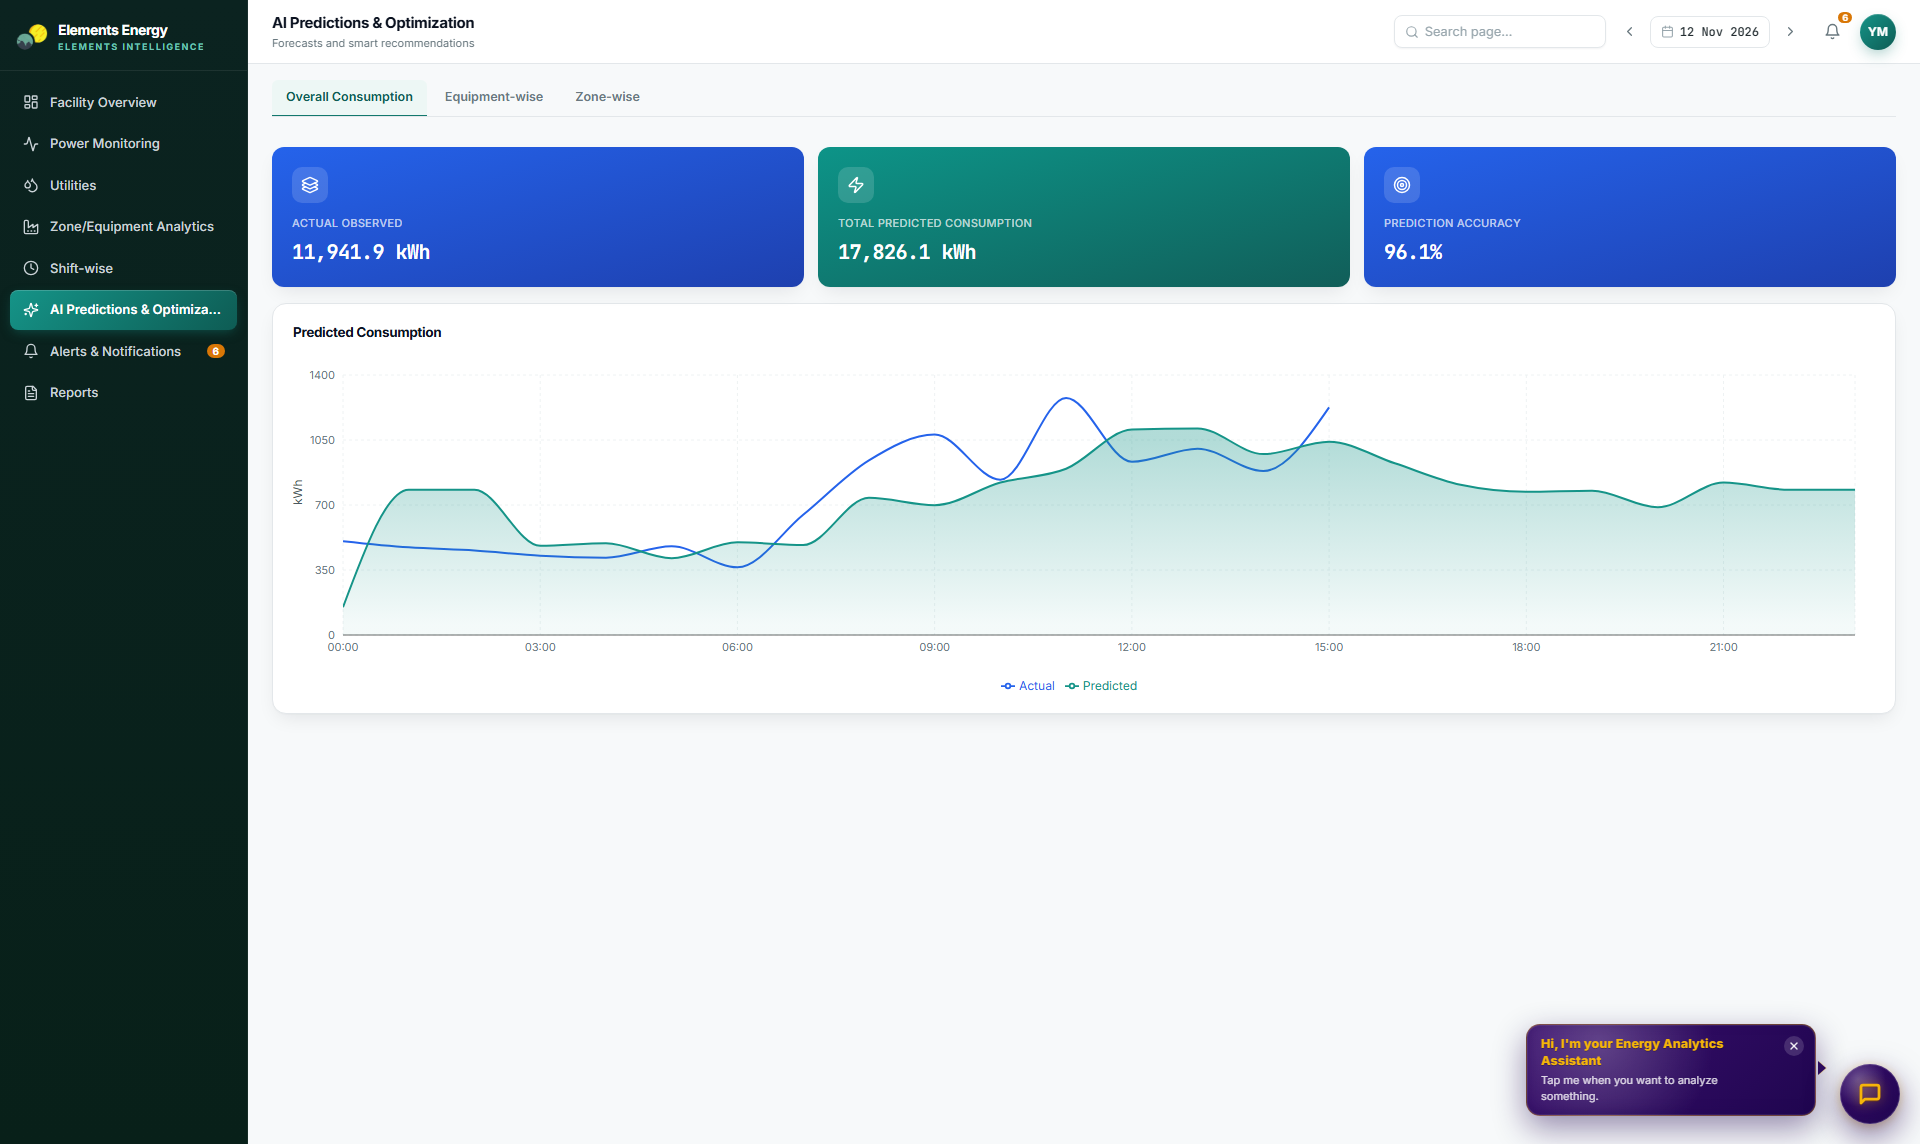 Elements Energy
ELEMENTS INTELLIGENCE
Facility Overview
Power Monitoring
Utilities
Zone/Equipment Analytics
Shift-wise
AI Predictions & Optimiza...
Alerts & Notifications 6
Reports
AI Predictions & Optimization
Forecasts and smart recommendations
Search page...
12 Nov 2026
6
YM
Overall Consumption Equipment-wise Zone-wise
ACTUAL OBSERVED
11,941.9 kWh
TOTAL PREDICTED CONSUMPTION
17,826.1 kWh
PREDICTION ACCURACY
96.1%
Predicted Consumption
1400
1050
700
350
0
kWh
00:00 03:00 06:00 09:00 12:00 15:00 18:00 21:00
Actual Predicted
Hi, I'm your Energy Analytics
Assistant
Tap me when you want to analyze
something.